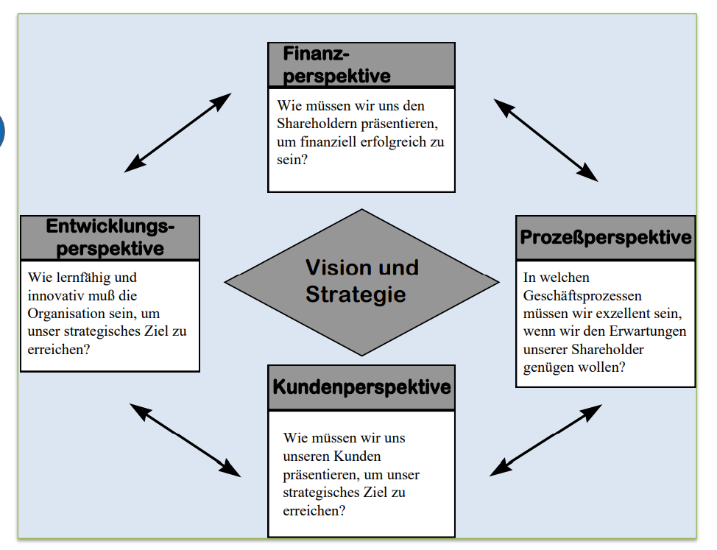 Finanz-
perspektive
Wie müssen wir uns den
Shareholdern präsentieren,
um finanziell erfolgreich zu
sein?
Entwicklungs-
perspektive
Wie lernfähig und
innovativ muß die
Organisation sein, um
unser strategisches Ziel zu
erreichen?
Vision und
Strategie
Prozeßperspektive
In welchen
Geschäftsprozessen
müssen wir exzellent sein,
wenn wir den Erwartungen
unserer Shareholder
genügen wollen?
Kundenperspektive
Wie müssen wir uns
unseren Kunden
präsentieren, um unser
strategisches Ziel zu
erreichen?